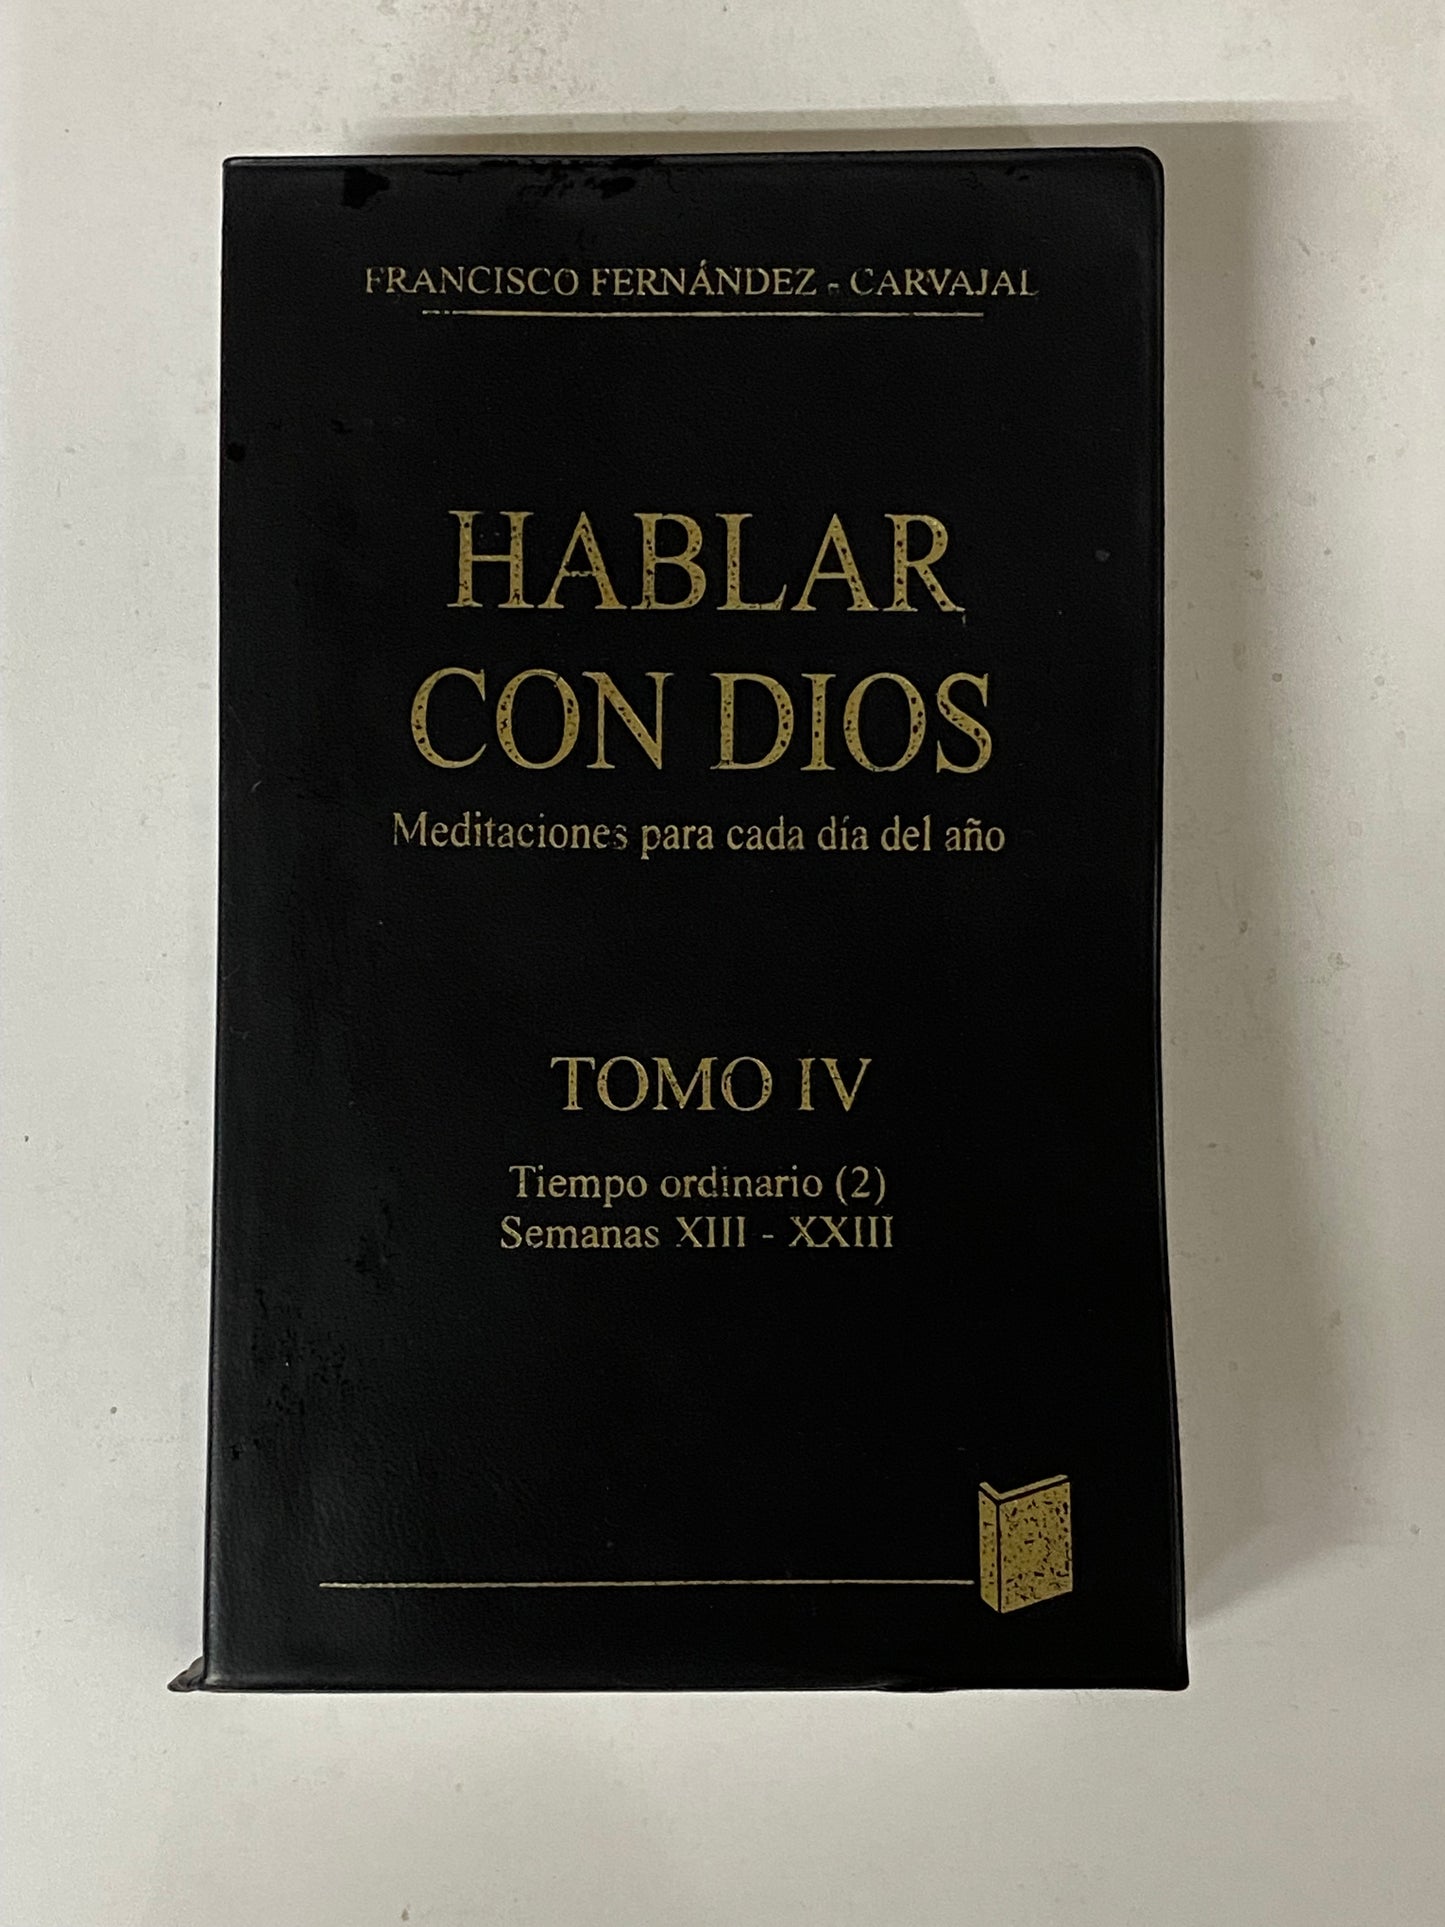 FRANCISCO FERNÁNDEZ - CARVAJAL
HABLAR
CON DIOS
Meditaciones para cada día del año
TOMO IV
Tiempo ordinario (2)
Semanas XIII - XXIII